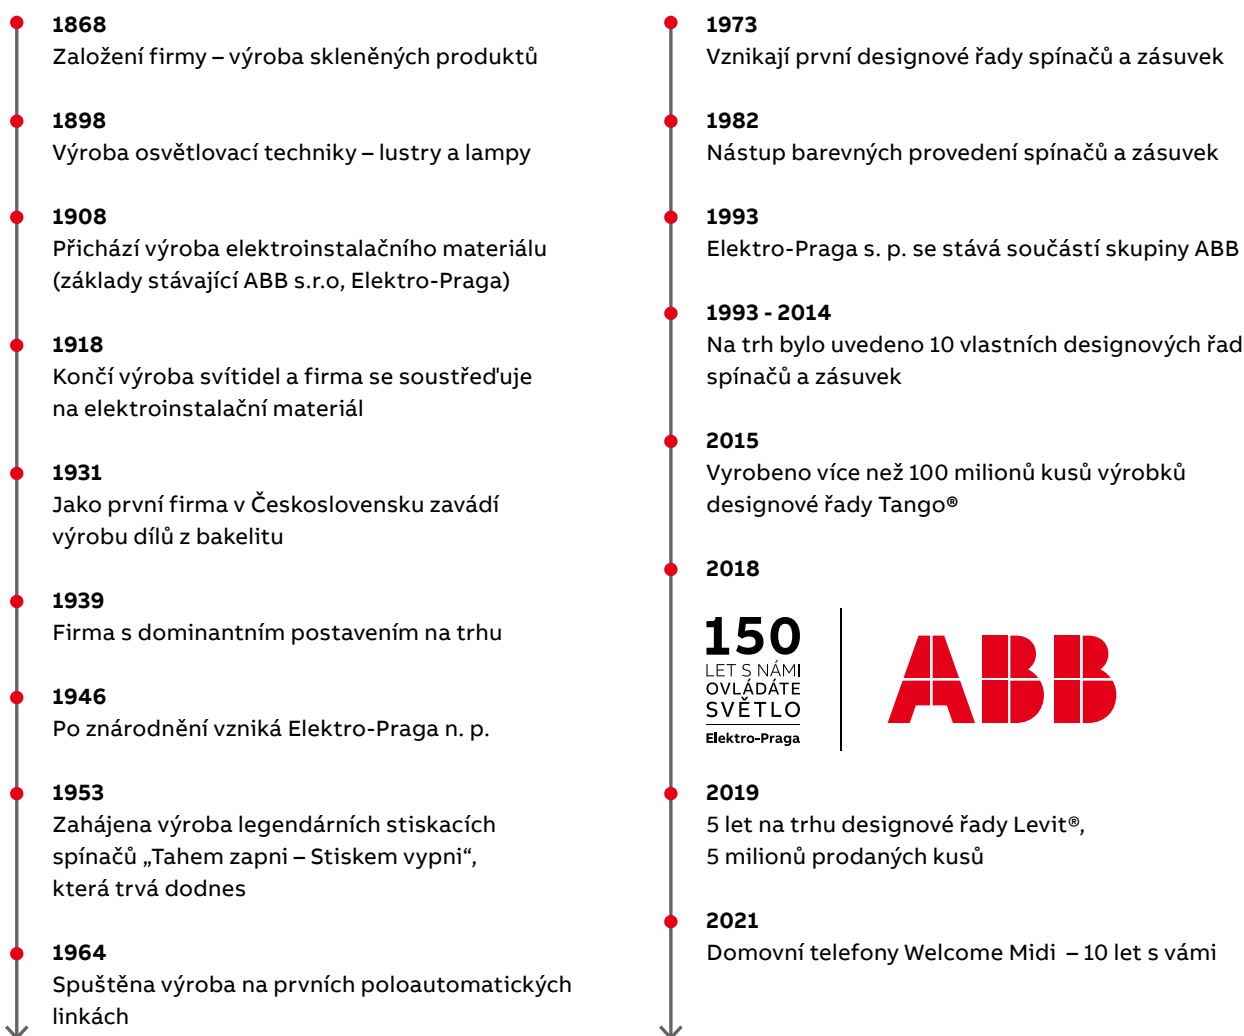 1868
Založení firmy – výroba skleněných produktů
1898
Výroba osvětlovací techniky – lustry a lampy
1908
Přichází výroba elektroinstalačního materiálu
(základy stávající ABB s.r.o, Elektro-Praga)
1918
Končí výroba svítidel a firma se soustřeďuje
na elektroinstalační materiál
1931
Jako první firma v Československu zavádí
výrobu dílů z bakelitu
1939
Firma s dominantním postavením na trhu
1946
Po znárodnění vzniká Elektro-Praga n. p.
1953
Zahájena výroba legendárních stiskacích
spínačů „Tahem zapni – Stiskem vypni“,
která trvá dodnes
1964
Spuštěna výroba na prvních poloautomatických
linkách
1973
Vznikají první designové řady spínačů a zásuvek
1982
Nástup barevných provedení spínačů a zásuvek
1993
Elektro-Praga s. p. se stává součástí skupiny ABB
1993 - 2014
Na trh bylo uvedeno 10 vlastních designových řad
spínačů a zásuvek
2015
Vyrobeno více než 100 milionů kusů výrobků
designové řady Tango®
2018
150
LET S NÁMI
OVLÁDÁTE
SVĚTLO
Elektro-Praga
ABB
2019
5 let na trhu designové řady Levit®,
5 milionů prodaných kusů
2021
Domovní telefony Welcome Midi – 10 let s vámi